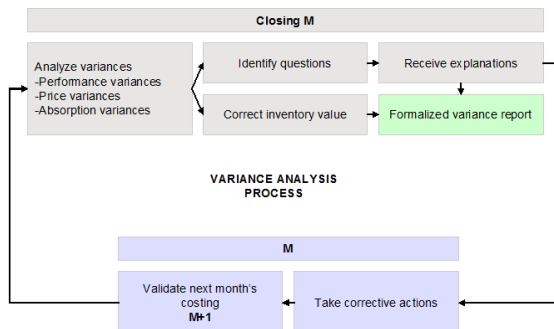 Closing M
Analyze variances
-Performance variances
-Price variances
-Absorption variances
Identify questions
Receive explanations
Correct inventory value
Formalized variance report
VARIANCE ANALYSIS
PROCESS
M
Validate next month's
costing
M+1
Take corrective actions